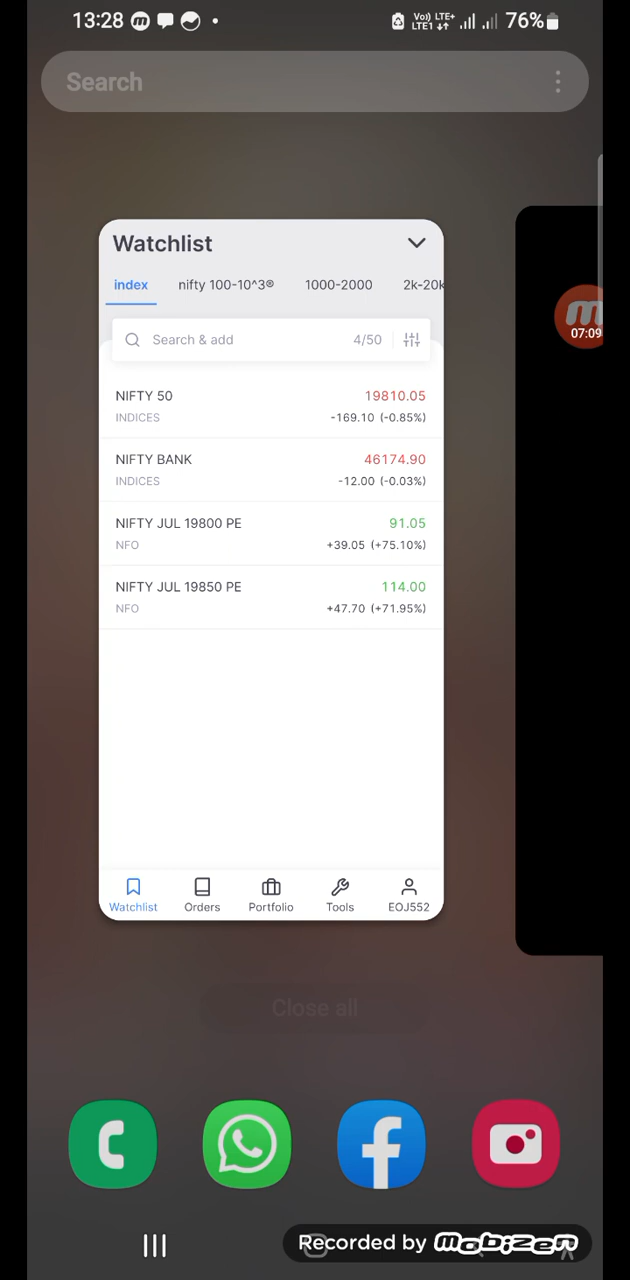 13:28
Vo)) LTE+
LTE1
76%
Search
Watchlist
index nifty 100-10^3® 1000-2000 2k-20k
Search & add 4/50
NIFTY 50 19810.05
INDICES -169.10 (-0.85%)
NIFTY BANK 46174.90
INDICES -12.00 (-0.03%)
NIFTY JUL 19800 PE 91.05
NFO +39.05 (+75.10%)
NIFTY JUL 19850 PE 114.00
NFO +47.70 (+71.95%)
07:09
Watchlist Orders Portfolio Tools EOJ552
Close all
Recorded by mobizen